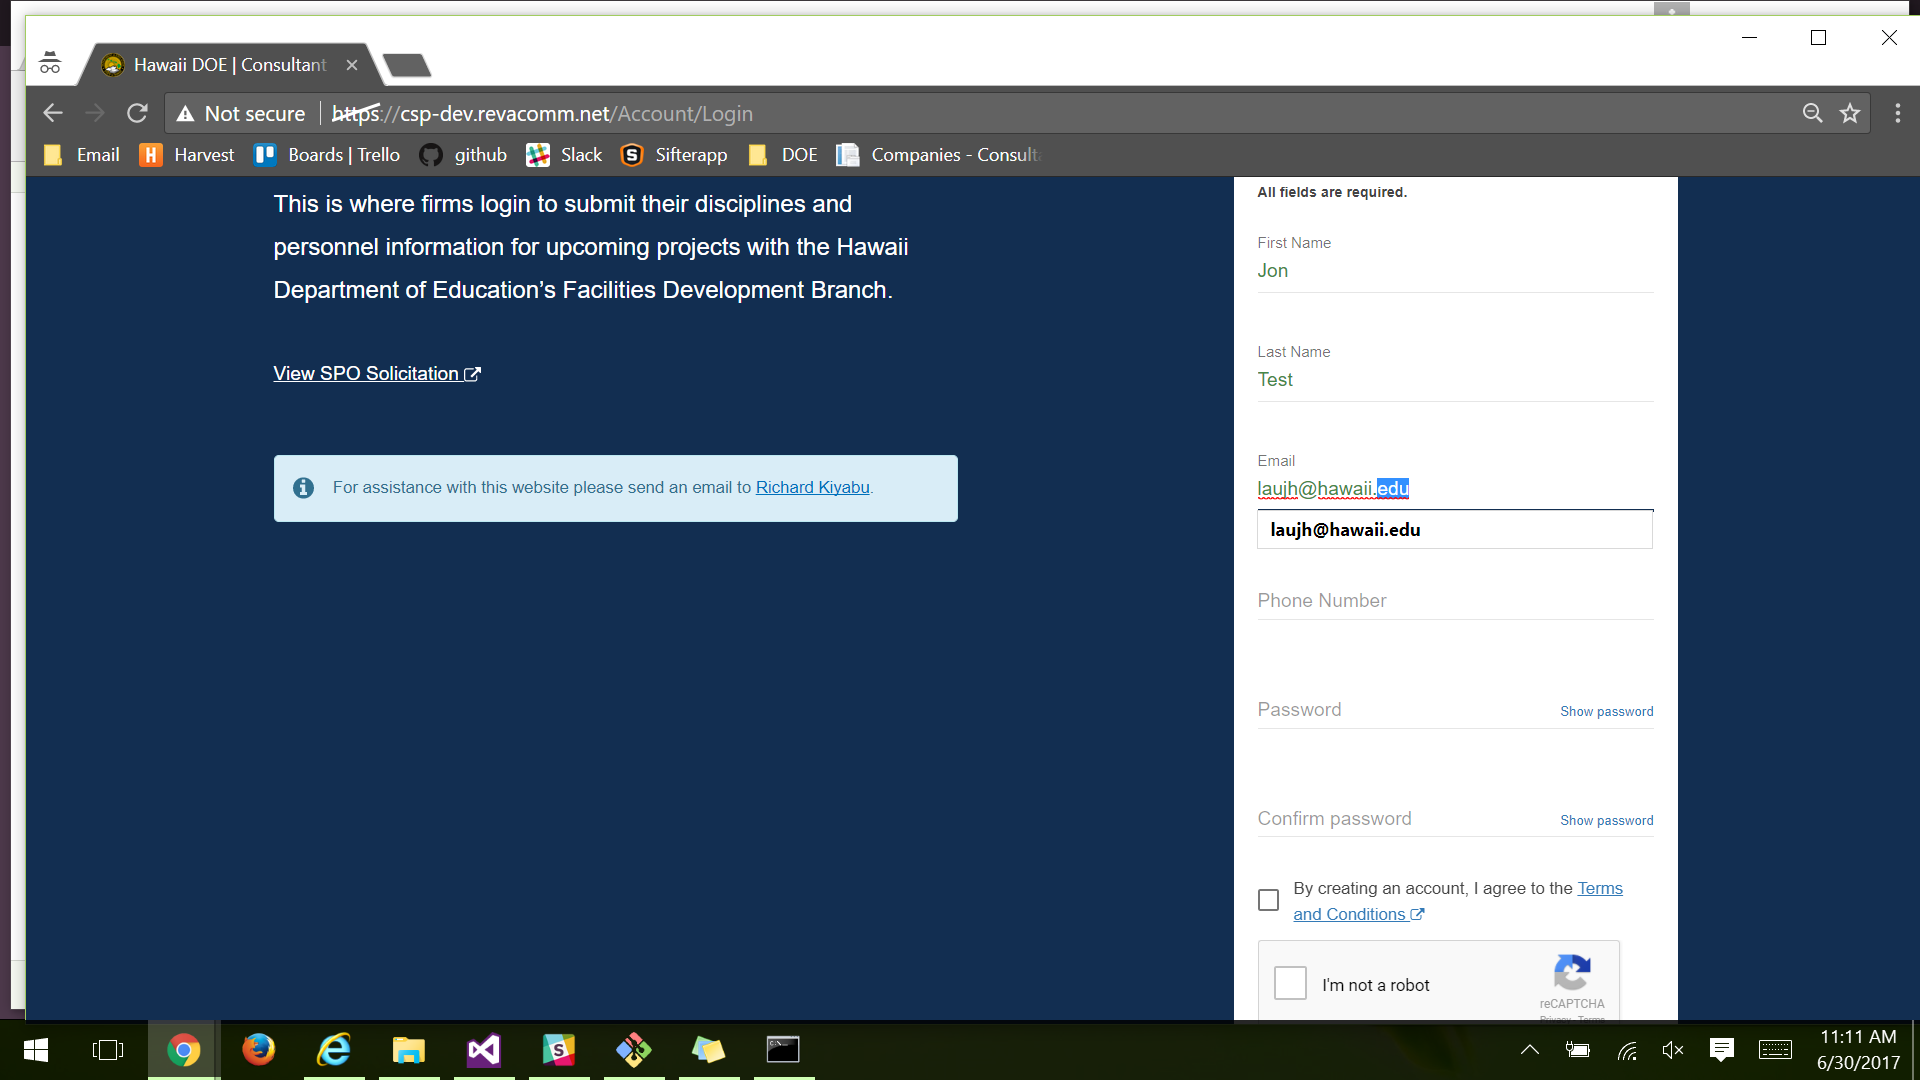 Hawaii DOE | Consultant
Not secure
https://csp-dev.revacomm.net/Account/Login
Email
Harvest
Boards | Trello
github
Slack
Sifterapp
DOE
Companies - Consult
This is where firms login to submit their disciplines and
personnel information for upcoming projects with the Hawaii
Department of Education’s Facilities Development Branch.
View SPO Solicitation
For assistance with this website please send an email to Richard Kiyabu.
All fields are required.
First Name
Jon
Last Name
Test
Email
laujh@hawaii.edu
laujh@hawaii.edu
Phone Number
Password
Show password
Confirm password
Show password
By creating an account, I agree to the Terms
and Conditions
I'm not a robot
reCAPTCHA
Privacy - Terms
11:11 AM
6/30/2017